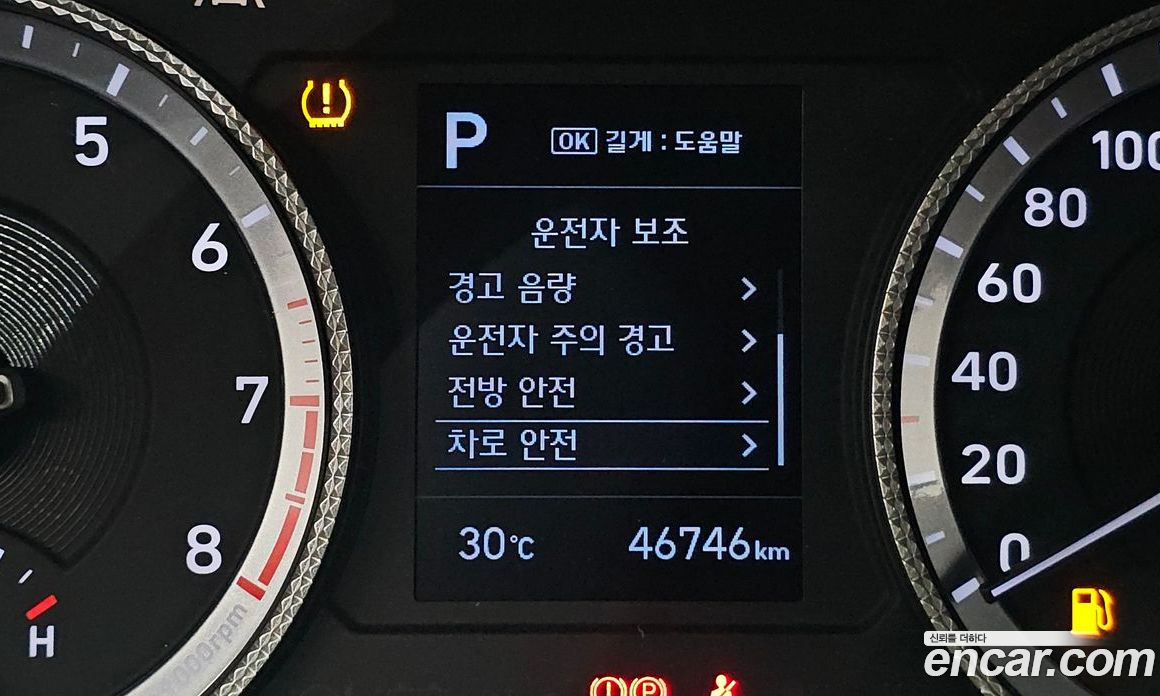 P
OK 길게 : 도움말
운전자 보조
경고 음량
운전자 주의 경고
전방 안전
차로 안전
30℃ 46746km
5
6
7
8
H
000rpm
100
80
60
40
20
0
P
신뢰를 더하다
encar.com